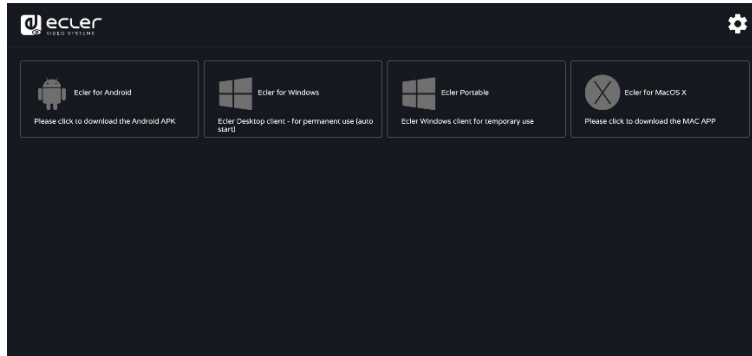 ecler
VIDEO SYSTEMS
Ecler for Android
Please click to download the Android APK
Ecler for Windows
Ecler Desktop client - for permanent use (auto
start)
Ecler Portable
Ecler Windows client for temporary use
Ecler for MacOS X
Please click to download the MAC APP